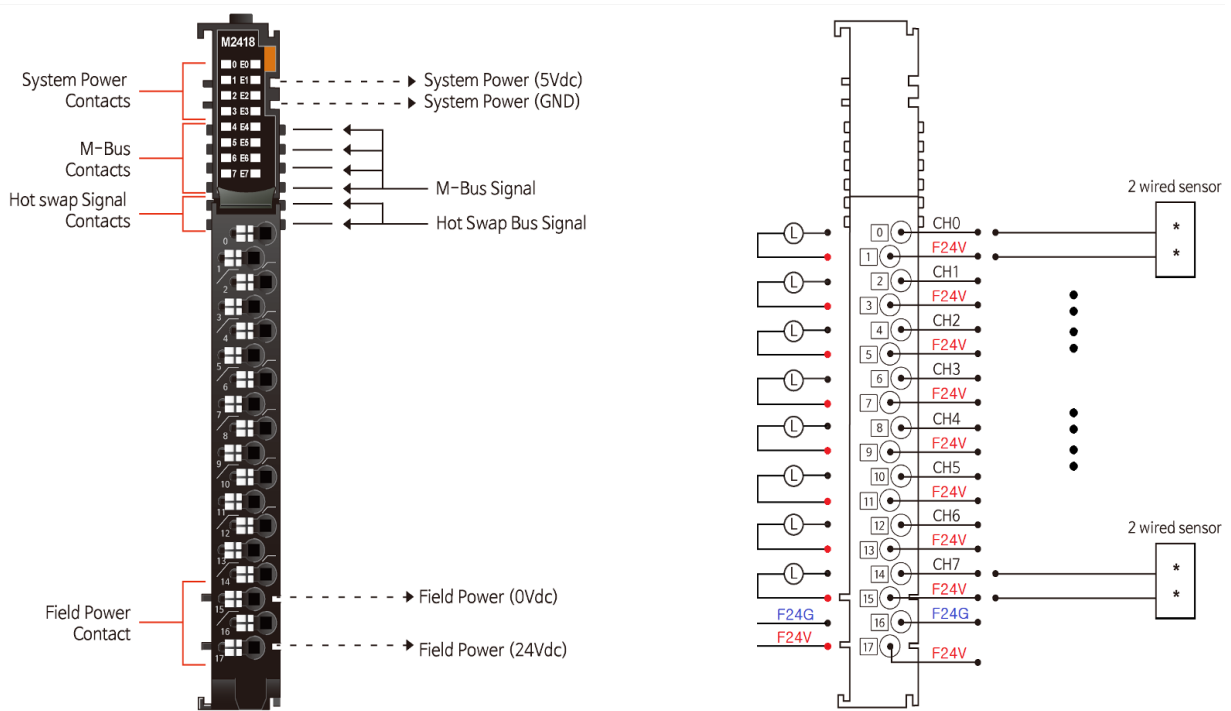 M2418
0 E0
1 E1
2 E2
3 E3
4 E4
5 E5
6 E6
7 E7
System Power
Contacts
M-Bus
Contacts
Hot swap Signal
Contacts
System Power (5Vdc)
System Power (GND)
M-Bus Signal
Hot Swap Bus Signal
0
1
2
3
4
5
6
7
8
9
10
11
12
13
14
15
16
17
Field Power
Contact
Field Power (0Vdc)
Field Power (24Vdc)
2 wired sensor
*
*
L
0
CH0
1
F24V
L
2
CH1
3
F24V
L
4
CH2
5
F24V
L
6
CH3
7
F24V
L
8
CH4
9
F24V
L
10
CH5
11
F24V
L
12
CH6
13
F24V
2 wired sensor
*
*
L
14
CH7
15
F24V
F24G
16
F24G
F24V
17
F24V